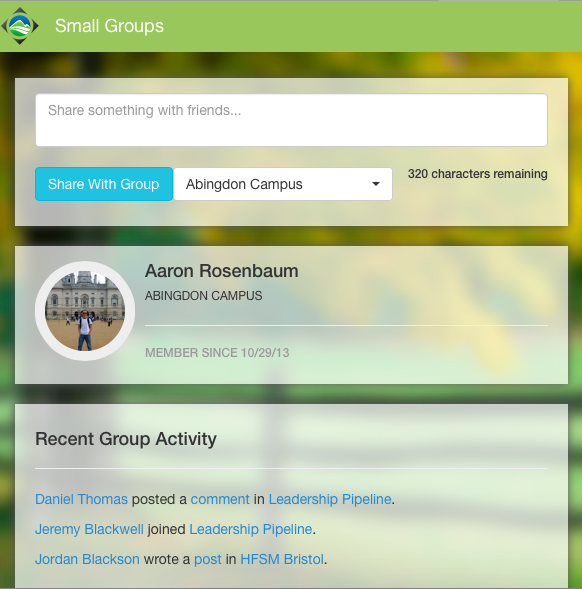 Small Groups
Share something with friends...
Share With Group
Abingdon Campus
320 characters remaining
Aaron Rosenbaum
ABINGDON CAMPUS
MEMBER SINCE 10/29/13
Recent Group Activity
Daniel Thomas posted a comment in Leadership Pipeline.
Jeremy Blackwell joined Leadership Pipeline.
Jordan Blackson wrote a post in HFSM Bristol.